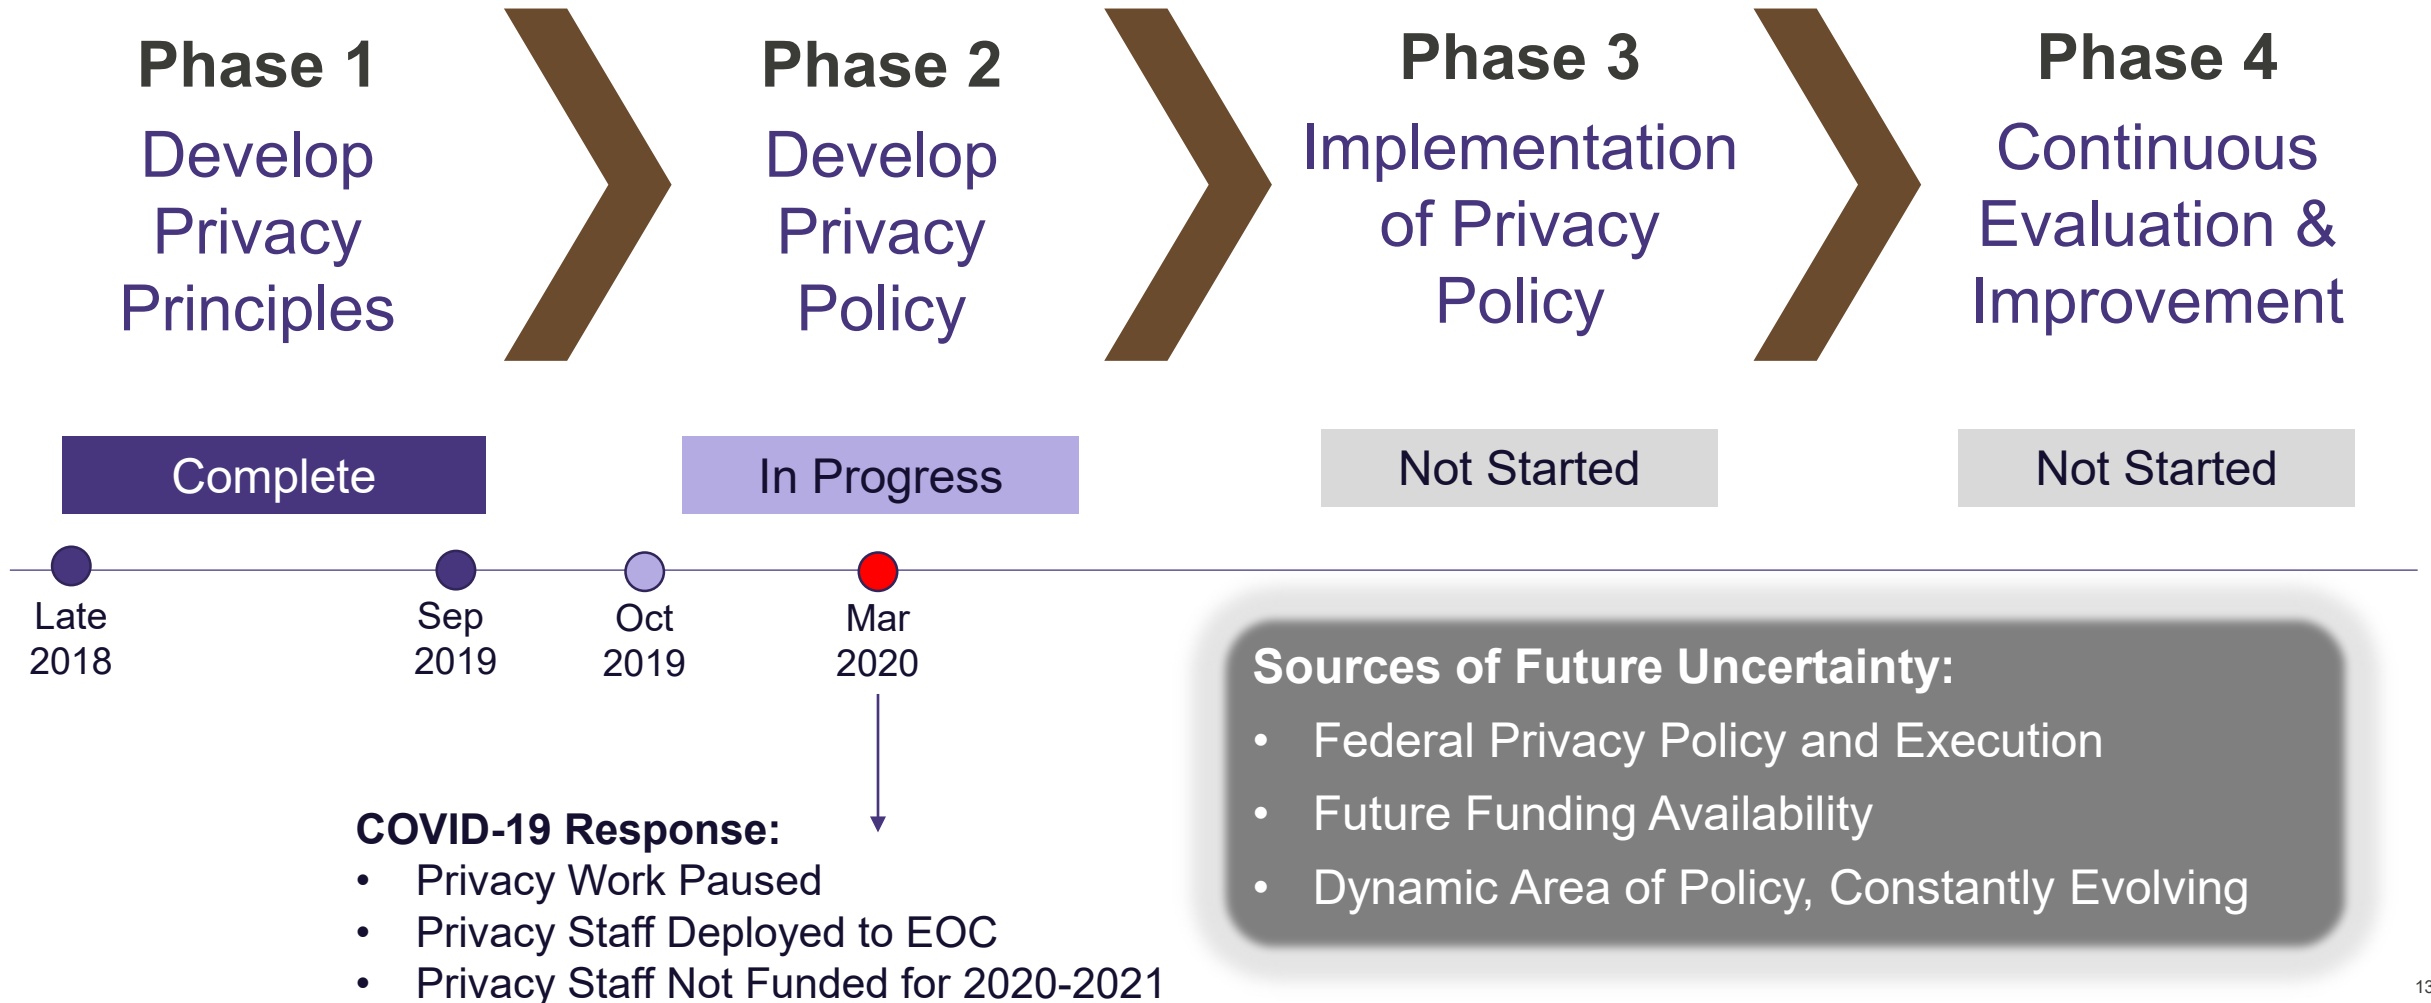 Phase 1
Develop
Privacy
Principles
Phase 2
Develop
Privacy
Policy
Phase 3
Implementation
of Privacy
Policy
Phase 4
Continuous
Evaluation &
Improvement
Complete
In Progress
Not Started
Not Started
Late
2018
Sep
2019
Oct
2019
Mar
2020
COVID-19 Response:
• Privacy Work Paused
• Privacy Staff Deployed to EOC
• Privacy Staff Not Funded for 2020-2021
Sources of Future Uncertainty:
• Federal Privacy Policy and Execution
• Future Funding Availability
• Dynamic Area of Policy, Constantly Evolving
13